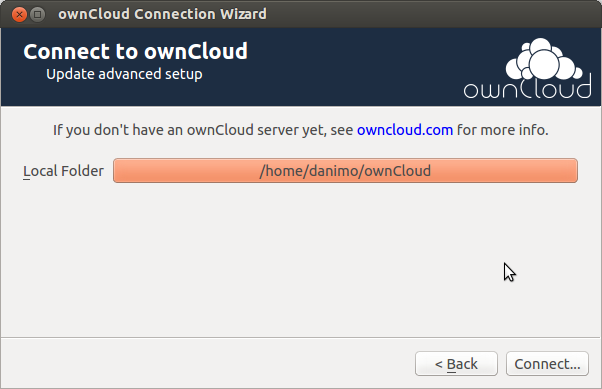 ownCloud Connection Wizard
Connect to ownCloud
Update advanced setup
ownCloud
If you don't have an ownCloud server yet, see owncloud.com for more info.
Local Folder /home/danimo/ownCloud
< Back Connect...